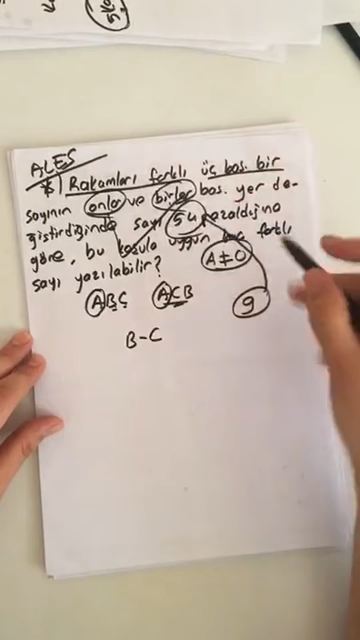 ALES
* Rakamları farklı üç bas. bir
sayının onlar ve birler bas. yer de-
ğiştirdiğinde sayı 54 azaldığına
göre, bu koşula uygun kaç farklı
sayı yazılabilir?
A≠0
ABC ACB 9
B-C